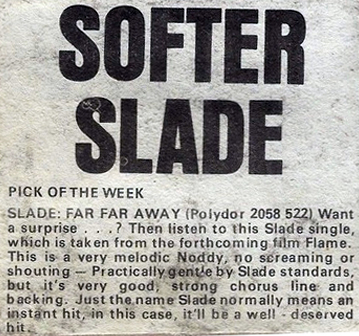 SOFTER
SLADE
PICK OF THE WEEK
SLADE: FAR FAR AWAY (Polydor 2058 522) Want
a surprise . . . ? Then listen to this Slade single,
which is taken from the forthcoming film Flame.
This is a very melodic Noddy, no screaming or
shouting — Practically gentle by Slade standards,
but it's very good, strong chorus line and
backing. Just the name Slade normally means an
instant hit, in this case, it'll be a well - deserved
hit.